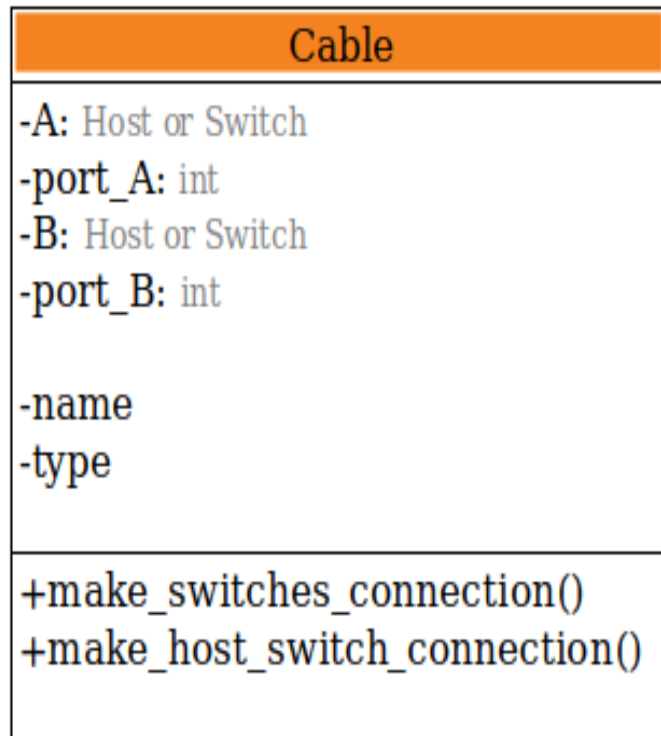 Cable
-A: Host or Switch
-port_A: int
-B: Host or Switch
-port_B: int
-name
-type
+make_switches_connection()
+make_host_switch_connection()